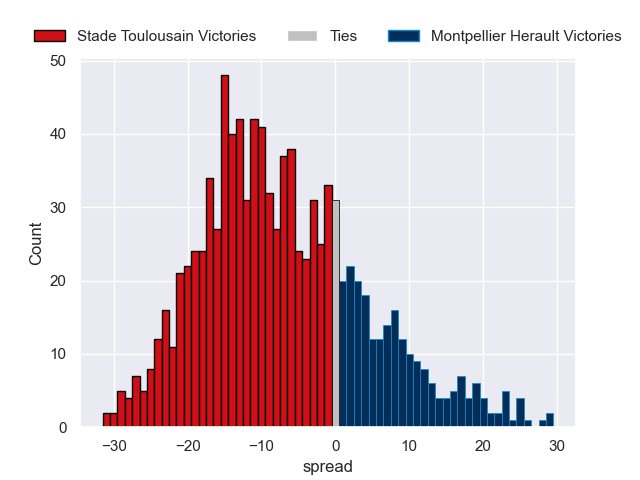 Stade Toulousain Victories Ties Montpellier Herault Victories
50
40
30
20
10
0
Count
−30 −20 −10 0 10 20 30
spread